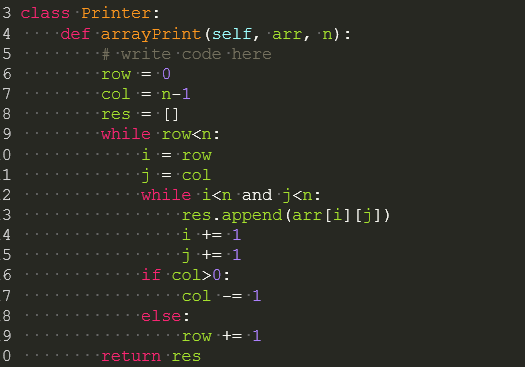 3 class Printer:
4     def arrayPrint(self, arr, n):
5         # write code here
6         row = 0
7         col = n-1
8         res = []
9         while row<n:
0             i = row
1             j = col
2             while i<n and j<n:
3                 res.append(arr[i][j])
4                 i += 1
5                 j += 1
6             if col>0:
7                 col -= 1
8             else:
9                 row += 1
0         return res